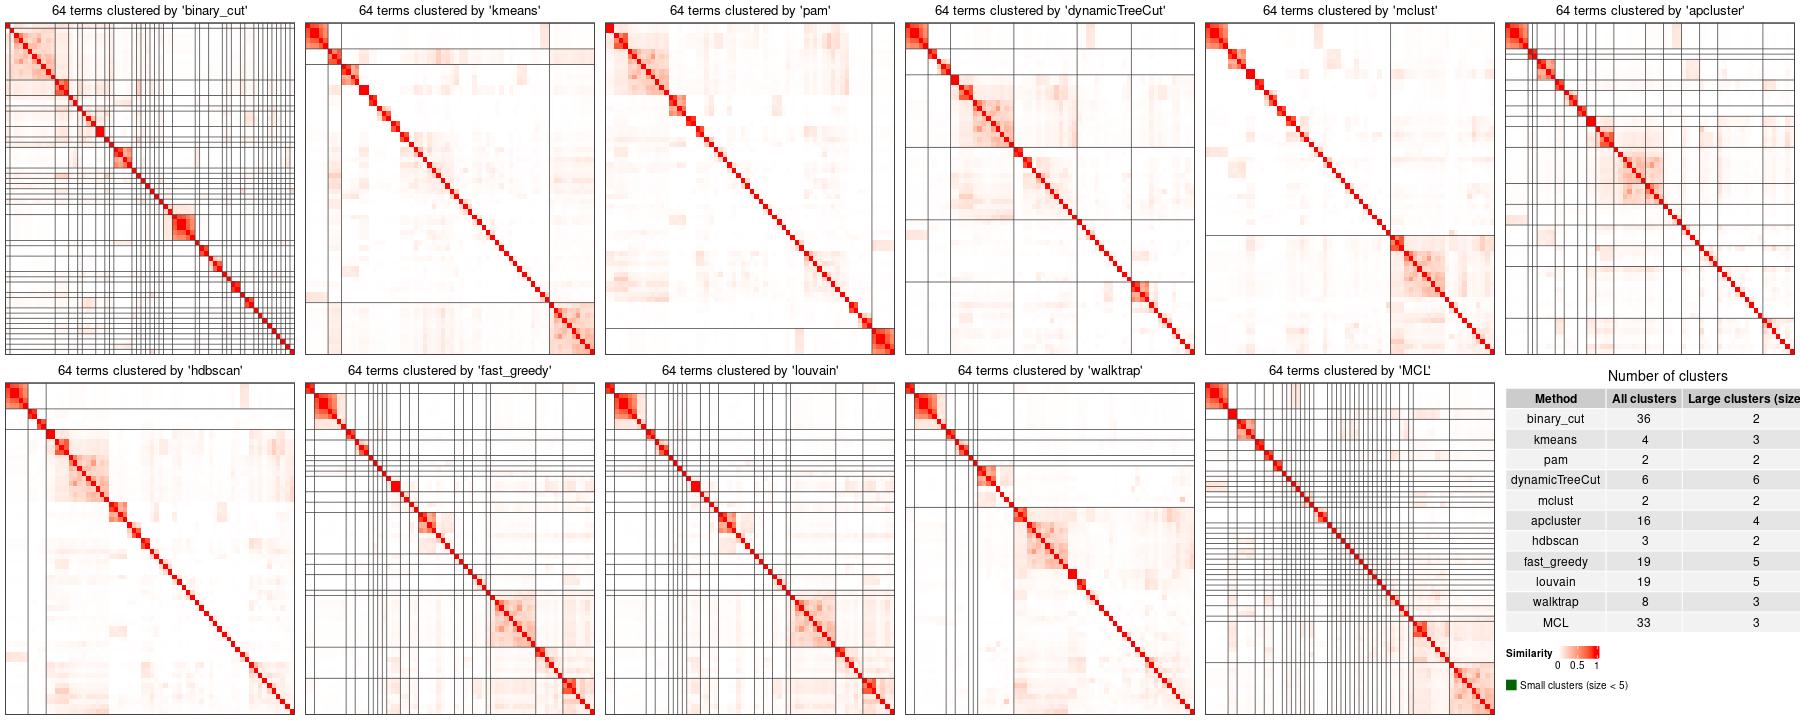 64 terms clustered by 'binary_cut'
64 terms clustered by 'kmeans'
64 terms clustered by 'pam'
64 terms clustered by 'dynamicTreeCut'
64 terms clustered by 'mclust'
64 terms clustered by 'apcluster'
64 terms clustered by 'hdbscan'
64 terms clustered by 'fast_greedy'
64 terms clustered by 'louvain'
64 terms clustered by 'walktrap'
64 terms clustered by 'MCL'
Number of clusters
Method All clusters Large clusters (size
binary_cut 36 2
kmeans 4 3
pam 2 2
dynamicTreeCut 6 6
mclust 2 2
apcluster 16 4
hdbscan 3 2
fast_greedy 19 5
louvain 19 5
walktrap 8 3
MCL 33 3
Similarity
0 0.5 1
Small clusters (size < 5)